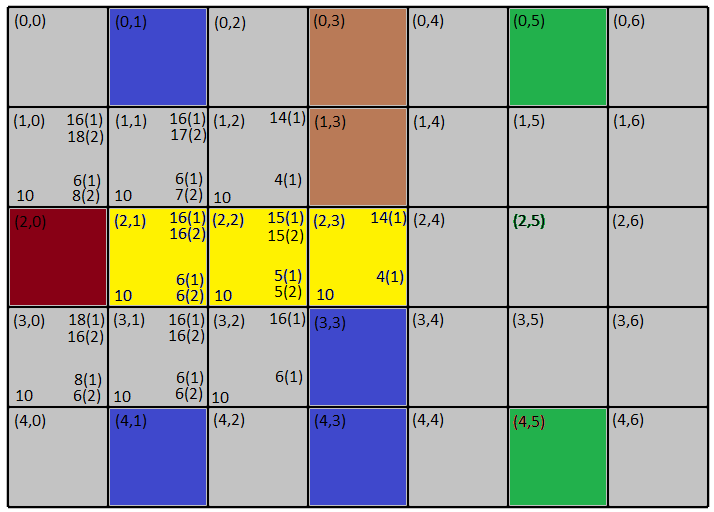 (0,0) (0,1) (0,2) (0,3) (0,4) (0,5) (0,6)
(1,0) 16(1) (1,1) 16(1) (1,2) 14(1) (1,3) (1,4) (1,5) (1,6)
18(2) 17(2)
6(1) 6(1) 4(1)
10 8(2) 10 7(2) 10
(2,0) (2,1) 16(1) (2,2) 15(1) (2,3) 14(1) (2,4) (2,5) (2,6)
16(2) 15(2)
6(1) 5(1) 4(1)
10 6(2) 10 5(2) 10
(3,0) 18(1) (3,1) 16(1) (3,2) 16(1) (3,3) (3,4) (3,5) (3,6)
16(2) 16(2)
8(1) 6(1) 6(1)
10 6(2) 10 6(2) 10
(4,0) (4,1) (4,2) (4,3) (4,4) (4,5) (4,6)